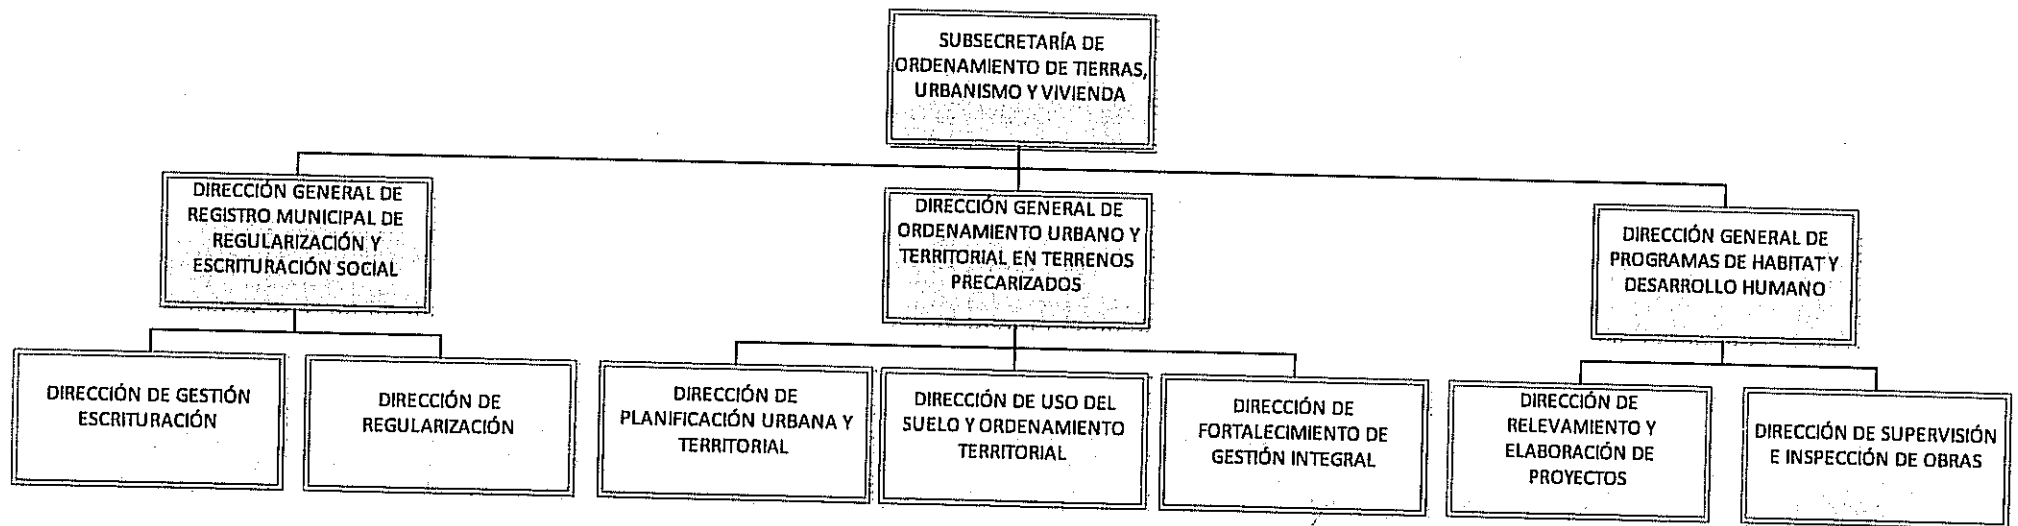 SUBSECRETARÍA DE
ORDENAMIENTO DE TIERRAS,
URBANISMO Y VIVIENDA
DIRECCIÓN GENERAL DE
REGISTRO MUNICIPAL DE
REGULARIZACIÓN Y
ESCRITURACIÓN SOCIAL
DIRECCIÓN GENERAL DE
ORDENAMIENTO URBANO Y
TERRITORIAL EN TERRENOS
PRECARIZADOS
DIRECCIÓN GENERAL DE
PROGRAMAS DE HABITAT Y
DESARROLLO HUMANO
DIRECCIÓN DE GESTIÓN
ESCRITURACIÓN
DIRECCIÓN DE
REGULARIZACIÓN
DIRECCIÓN DE
PLANIFICACIÓN URBANA Y
TERRITORIAL
DIRECCIÓN DE USO DEL
SUELO Y ORDENAMIENTO
TERRITORIAL
DIRECCIÓN DE
FORTALECIMIENTO DE
GESTIÓN INTEGRAL
DIRECCIÓN DE
RELEVAMIENTO Y
ELABORACIÓN DE
PROYECTOS
DIRECCIÓN DE SUPERVISIÓN
E INSPECCIÓN DE OBRAS